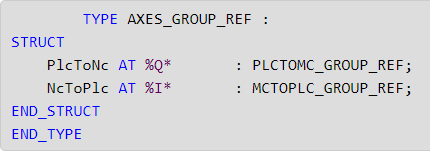 TYPE AXES_GROUP_REF :
STRUCT
PlcToNc AT %Q* : PLCTOMC_GROUP_REF;
NcToPlc AT %I* : MCTOPLC_GROUP_REF;
END_STRUCT
END_TYPE